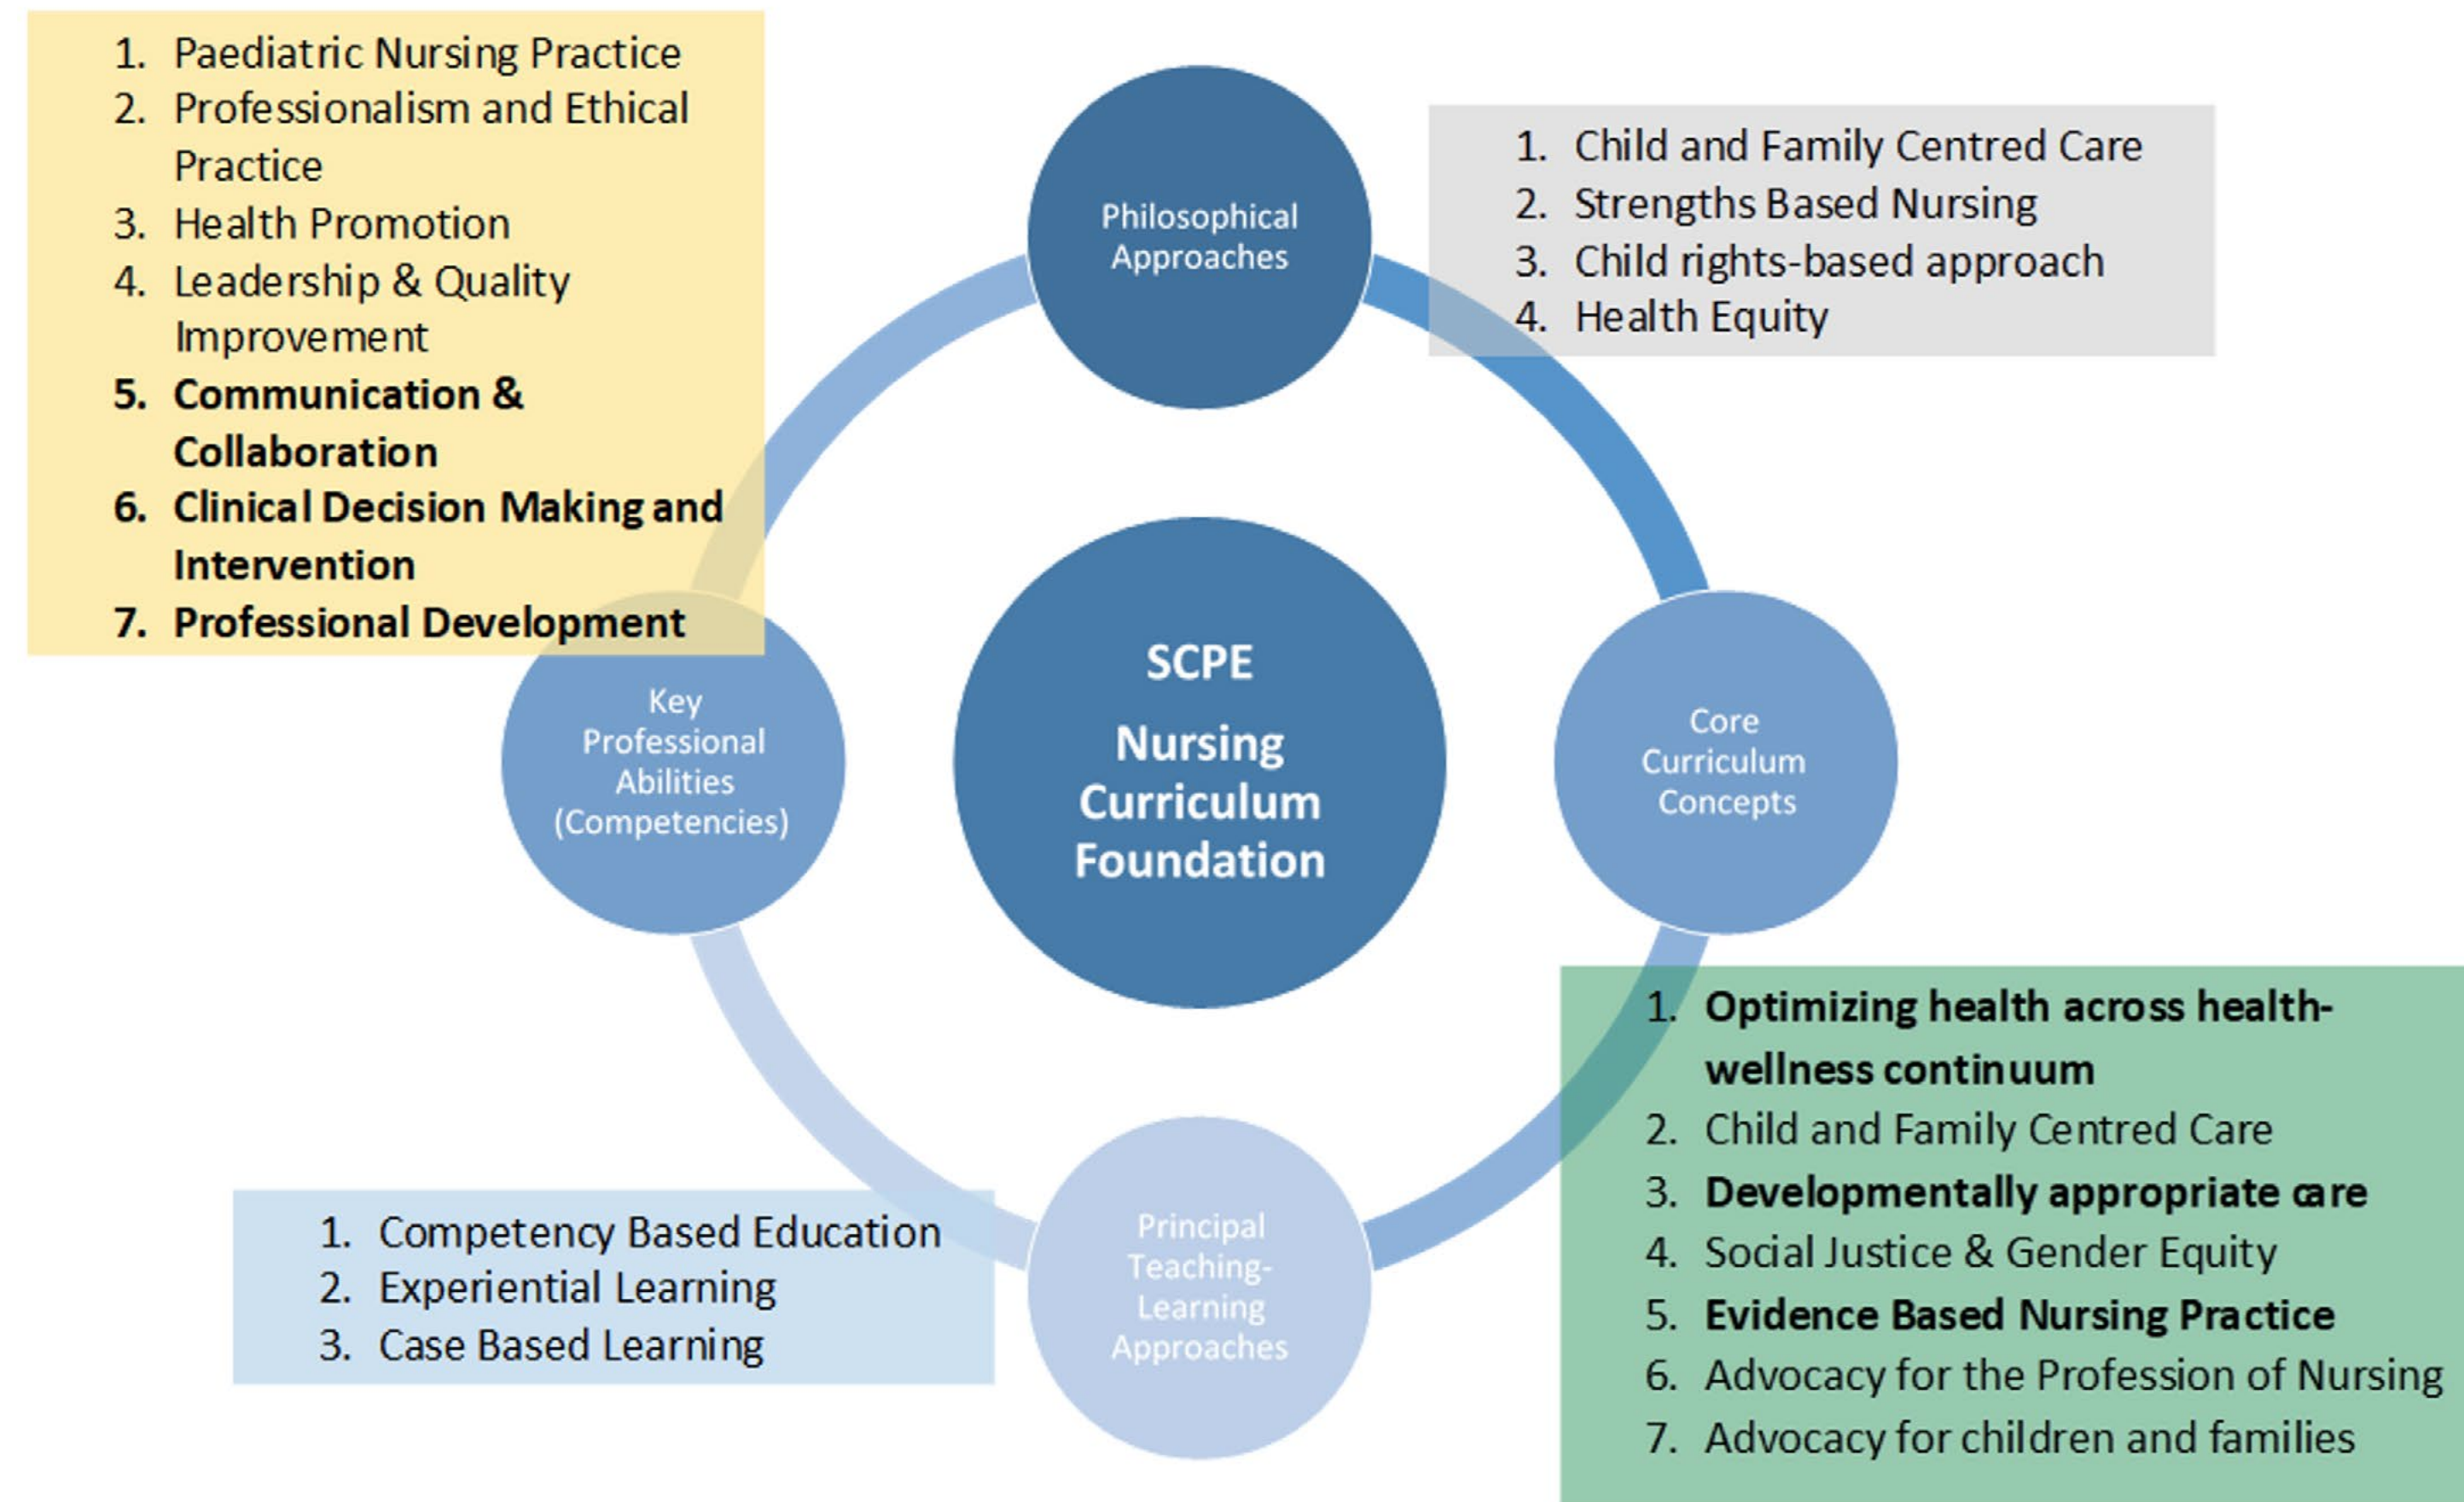 1. Paediatric Nursing Practice
2. Professionalism and Ethical
Practice
3. Health Promotion
4. Leadership & Quality
Improvement
5. Communication &
Collaboration
6. Clinical Decision Making and
Intervention
7. Professional Development
Philosophical
Approaches
1. Child and Family Centred Care
2. Strengths Based Nursing
3. Child rights-based approach
4. Health Equity
Key
Professional
Abilities
(Competencies)
SCPE
Nursing
Curriculum
Foundation
Core
Curriculum
Concepts
1. Optimizing health across health-
wellness continuum
2. Child and Family Centred Care
3. Developmentally appropriate care
4. Social Justice & Gender Equity
5. Evidence Based Nursing Practice
6. Advocacy for the Profession of Nursing
7. Advocacy for children and families
1. Competency Based Education
2. Experiential Learning
3. Case Based Learning
Principal
Teaching-
Learning
Approaches